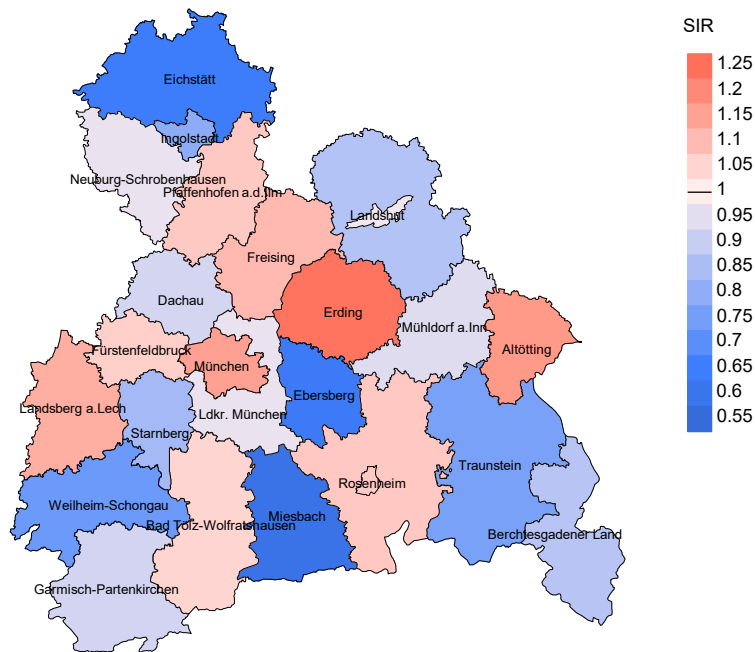 SIR
1.25
1.2
1.15
1.1
1.05
1
0.95
0.9
0.85
0.8
0.75
0.7
0.65
0.6
0.55
Eichstätt
Ingolstadt
Neuburg-Schrobenhausen
Pfaffenhofen a.d.Ilm
Landshut
Freising
Dachau
Erding
Mühldorf a.Inn
Altötting
Fürstenfeldbruck
München
Ebersberg
Landsberg a.Lech
Ldkr. München
Starnberg
Traunstein
Rosenheim
Weilheim-Schongau
Miesbach
Bad Tölz-Wolfratshausen
Berchtesgadener Land
Garmisch-Partenkirchen